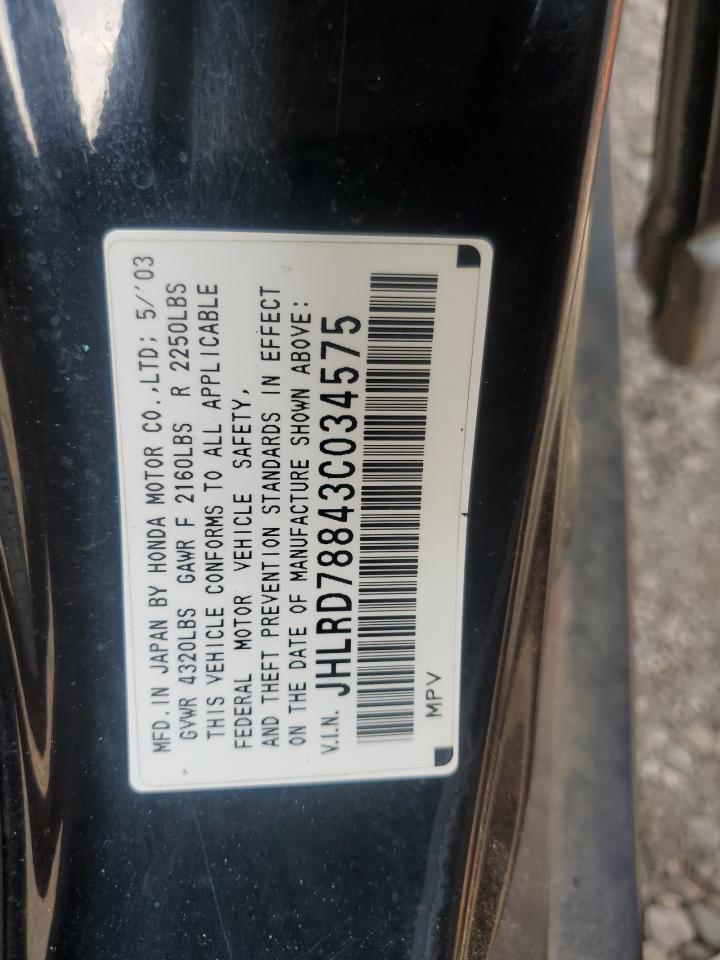 MFD. IN JAPAN BY HONDA MOTOR CO.,LTD; 5/'03
GVWR 4320LBS GAWR F 2160LBS R 2250LBS
THIS VEHICLE CONFORMS TO ALL APPLICABLE
FEDERAL MOTOR VEHICLE SAFETY,
AND THEFT PREVENTION STANDARDS IN EFFECT
ON THE DATE OF MANUFACTURE SHOWN ABOVE:
V.I.N. JHLRD78843C034575
MPV